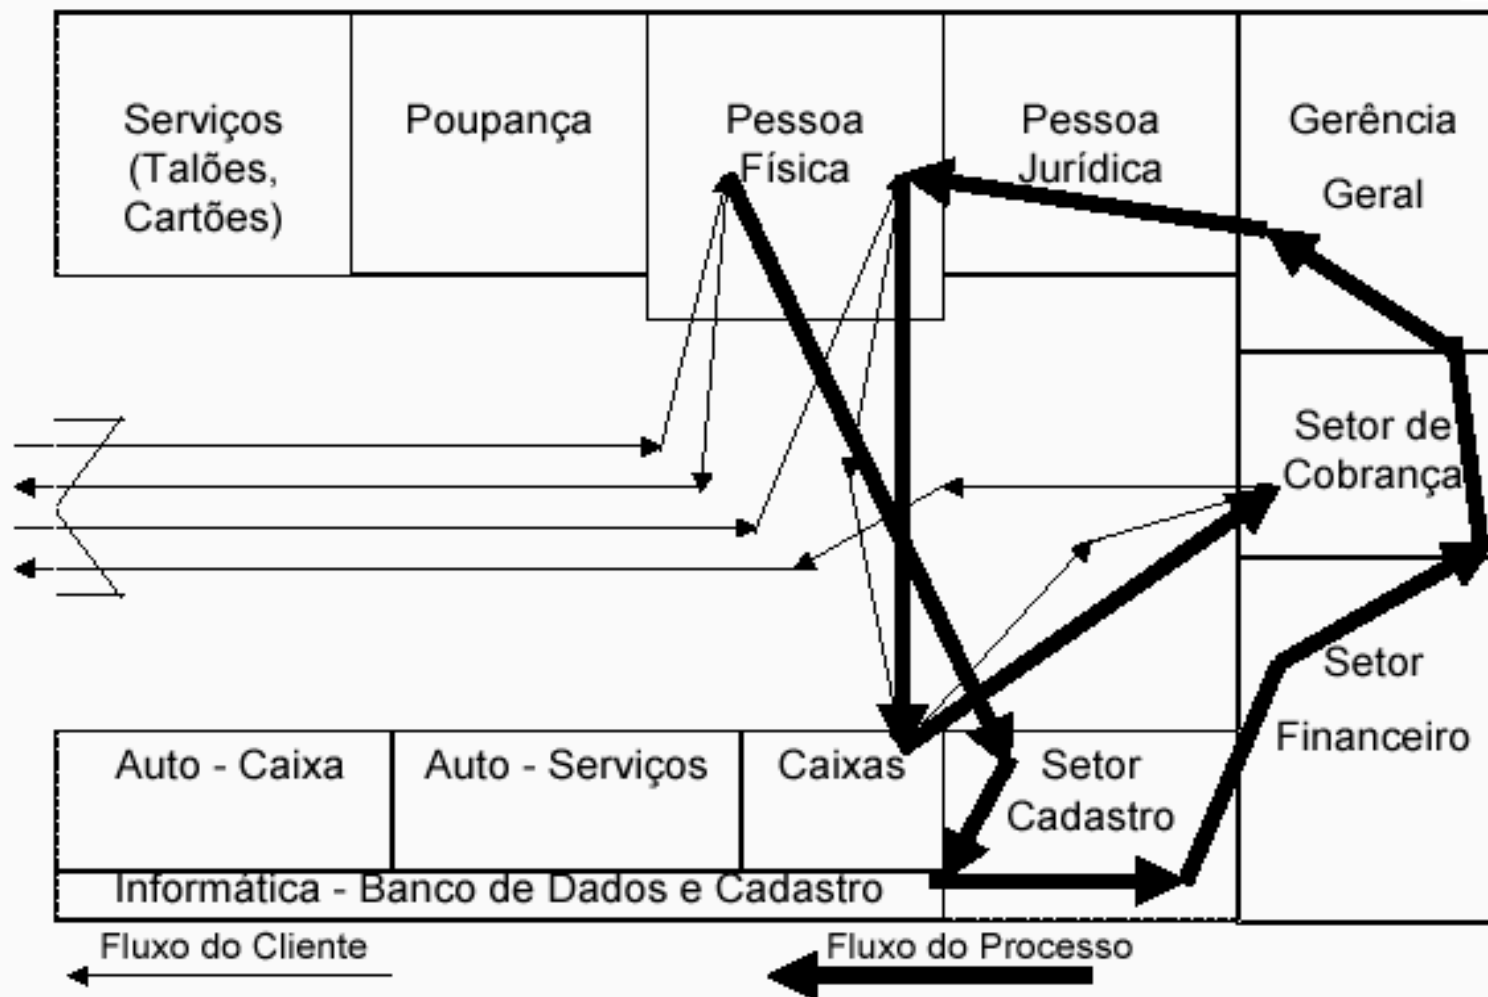 Serviços
(Talões,
Cartões)
Poupança
Pessoa
Física
Pessoa
Jurídica
Gerência
Geral
Setor de
Cobrança
Setor
Financeiro
Auto - Caixa
Auto - Serviços
Caixas
Setor
Cadastro
Informática - Banco de Dados e Cadastro
Fluxo do Cliente
Fluxo do Processo